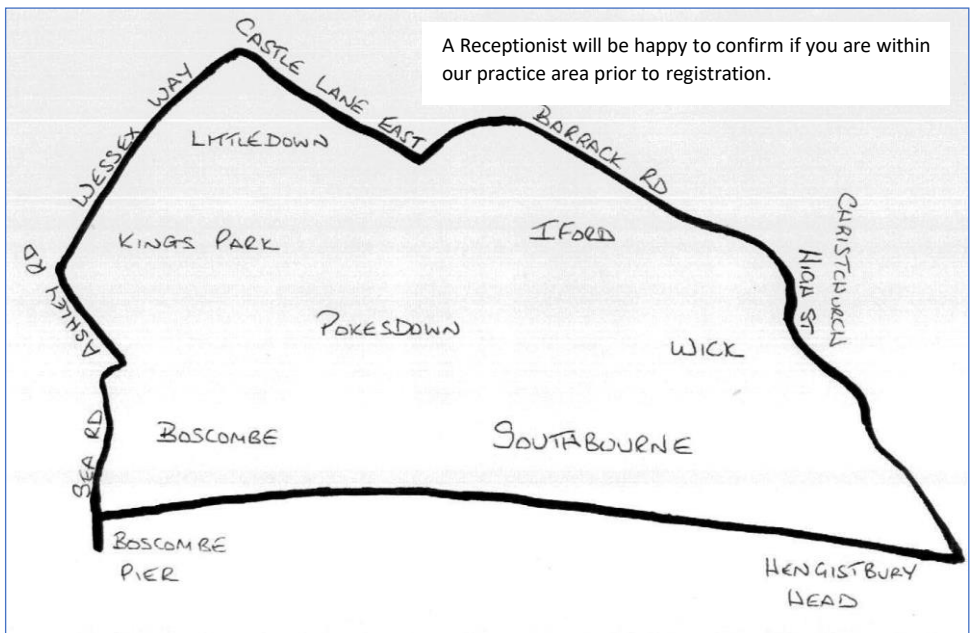 A Receptionist will be happy to confirm if you are within
our practice area prior to registration.
CASTLE LANE EAST
WESSEX WAY
BARRACK RD
LITTLEDOWN
KINGS PARK
IFORD
CHRISTCHURCH
HIGH ST
ASHLEY RD
POKESDOWN
WICK
SEA RD
BOSCOMBE
SOUTHBOURNE
BOSCOMBE
PIER
HENGISTBURY
HEAD